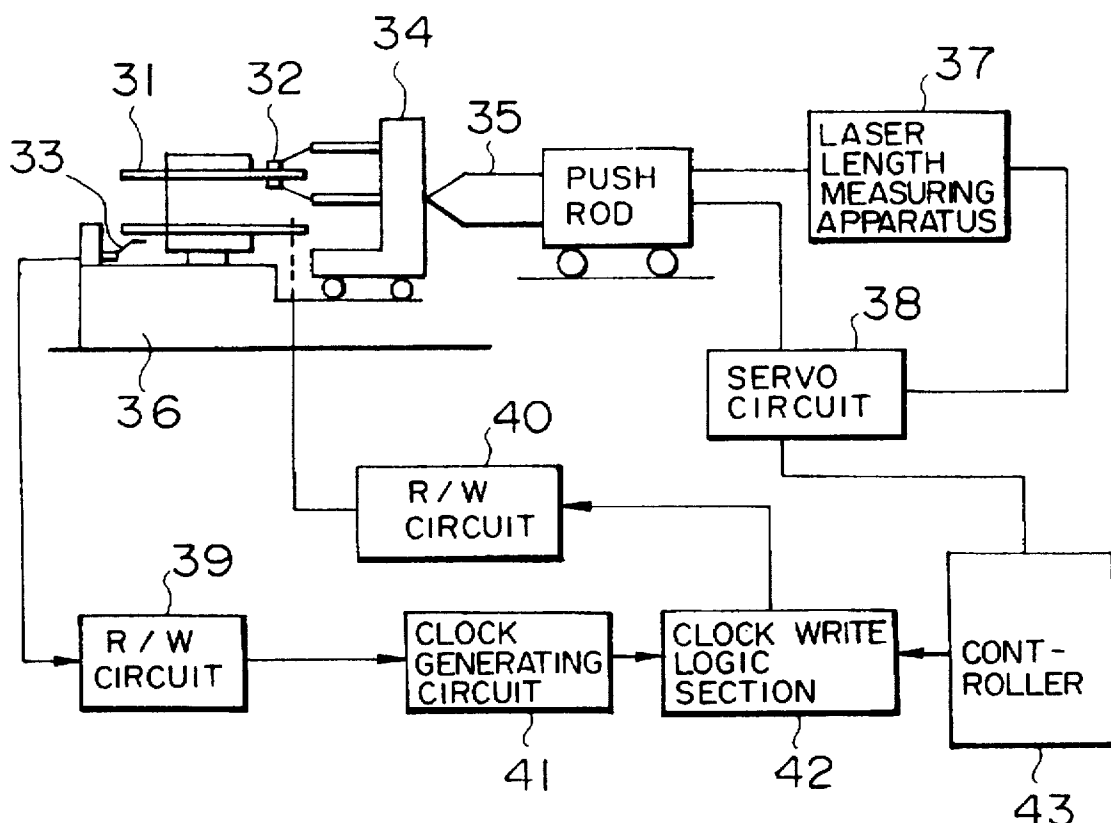 34
31
32
37
35
33
LASER
LENGTH
MEASURING
APPARATUS
PUSH
ROD
38
SERVO
CIRCUIT
36
40
R/W
CIRCUIT
39
R/W
CIRCUIT
CLOCK
GENERATING
CIRCUIT
CLOCK WRITE
LOGIC
SECTION
CONT-
ROLLER
41
42
43